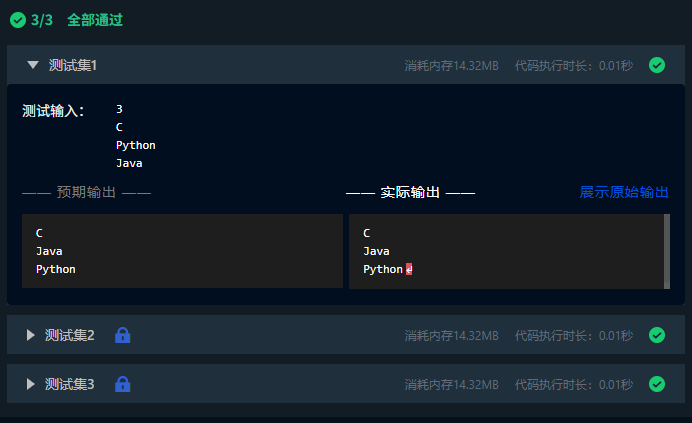 3/3 全部通过
测试集1 消耗内存14.32MB 代码执行时长：0.01秒
测试输入： 3
C
Python
Java
—— 预期输出 —— —— 实际输出 —— 展示原始输出
C C
Java Java
Python Python↵
测试集2 消耗内存14.32MB 代码执行时长：0.01秒
测试集3 消耗内存14.32MB 代码执行时长：0.01秒